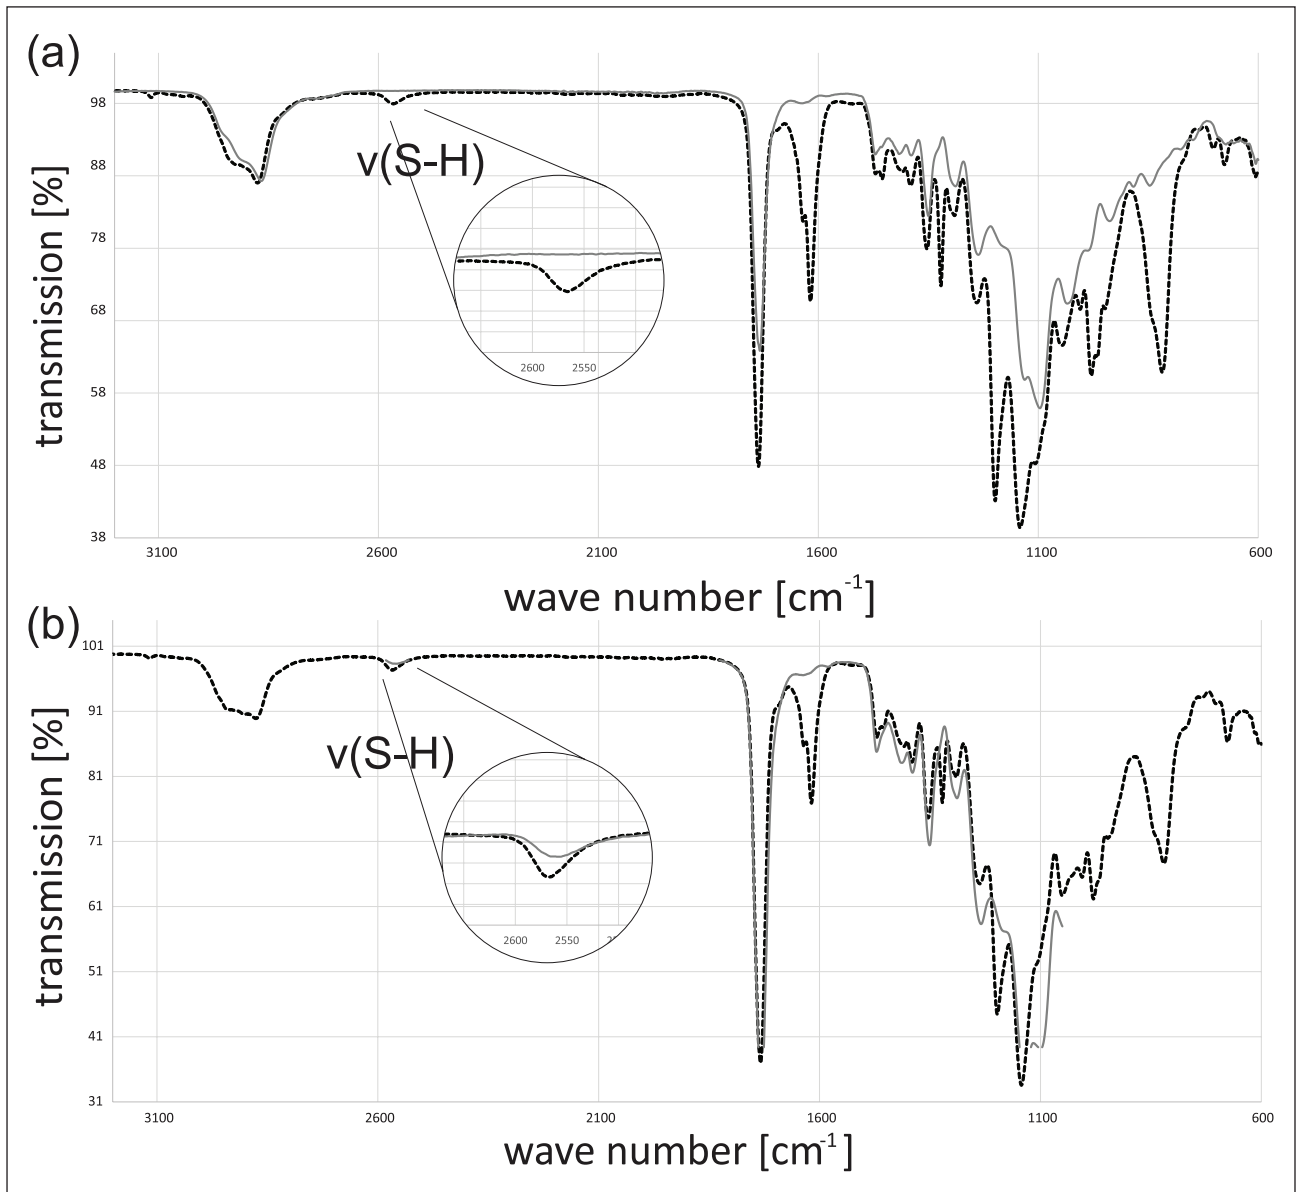 (a)
98
88
78
68
58
48
38
transmission [%]
ν(S-H)
2600 2550
3100 2600 2100 1600 1100 600
wave number [cm-1]
(b)
101
91
81
71
61
51
41
31
transmission [%]
ν(S-H)
2600 2550
3100 2600 2100 1600 1100 600
wave number [cm-1]